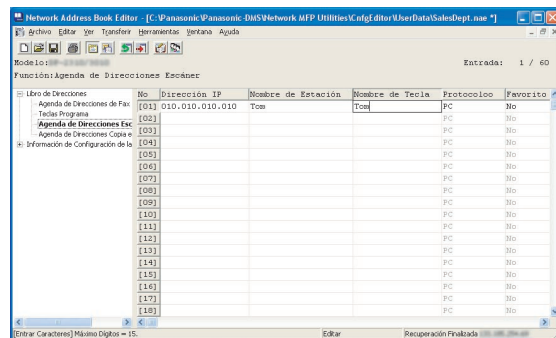 Network Address Book Editor - [C:\Panasonic\Panasonic-DMS\Network MFP Utilities\CnfgEditor\UserData\SalesDept.nae *]
Archivo Editar Ver Transferir Herramientas Ventana Ayuda
Modelo: Entrada: 1 / 60
Función:Agenda de Direcciones Escáner
Libro de Direcciones
Agenda de Direcciones de Fax
Teclas Programa
Agenda de Direcciones Esc
Agenda de Direcciones Copia e
Información de Configuración de la
No Dirección IP Nombre de Estación Nombre de Tecla Protocoloo Favorito
[01] 010.010.010.010 Tom Tom PC No
[02] PC No
[03] PC No
[04] PC No
[05] PC No
[06] PC No
[07] PC No
[08] PC No
[09] PC No
[10] PC No
[11] PC No
[12] PC No
[13] PC No
[14] PC No
[15] PC No
[16] PC No
[17] PC No
[18] PC No
[Entrar Caracteres] Máximo Dígitos = 15. Editar Recuperación Finalizada